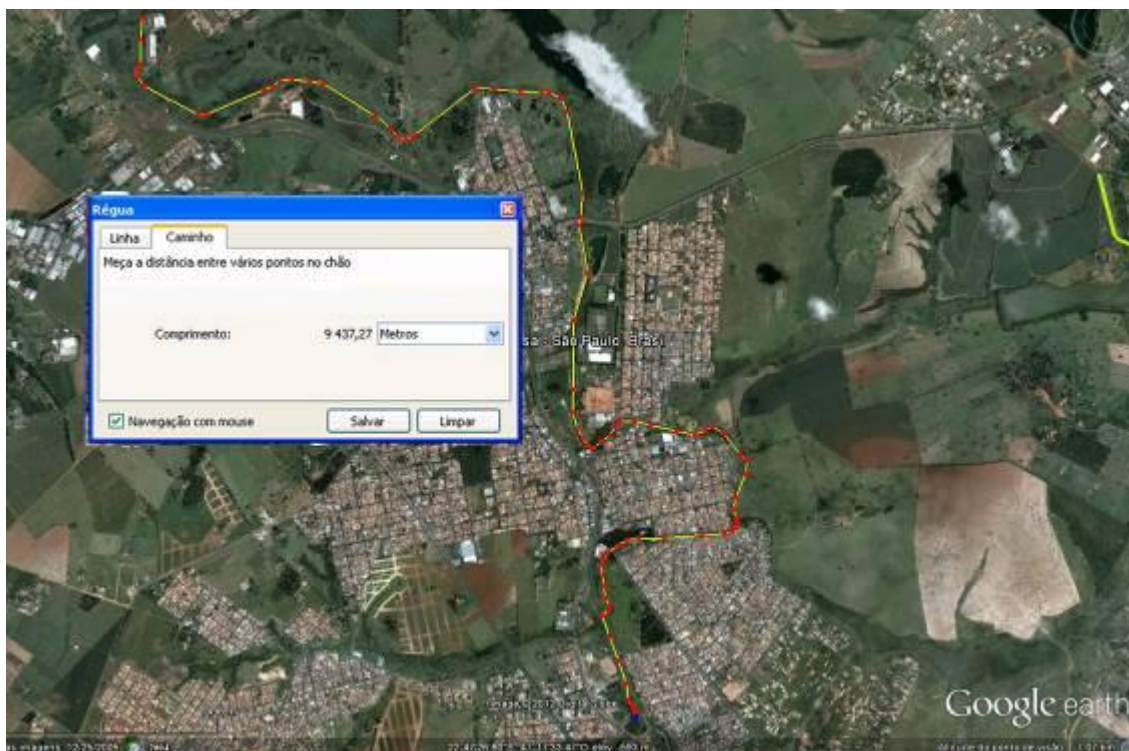 Régua
Linha
Caminho
Meça a distância entre vários pontos no chão
Comprimento:
9 437,27
Metros
São Paulo, Brasil
Navegação com mouse
Salvar
Limpar
Google earth